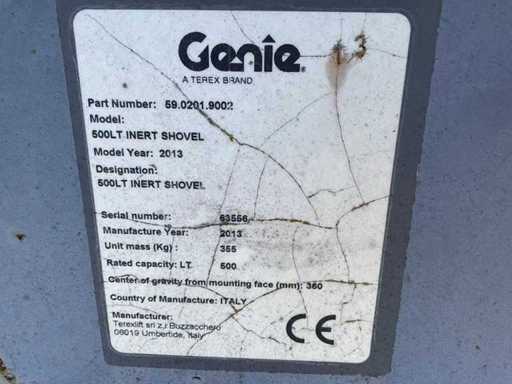 Genie
A TEREX BRAND
Part Number: 59.0201.9002
Model:
500LT INERT SHOVEL
Model Year: 2013
Designation:
500LT INERT SHOVEL
Serial number: 63556
Manufacture Year: 2013
Unit mass (Kg) : 355
Rated capacity: LT 500
Center of gravity from mounting face (mm): 360
Country of Manufacture: ITALY
Manufacturer:
Terexlift srl z.i Buzzacchero
06019 Umbertide, Italy
CE